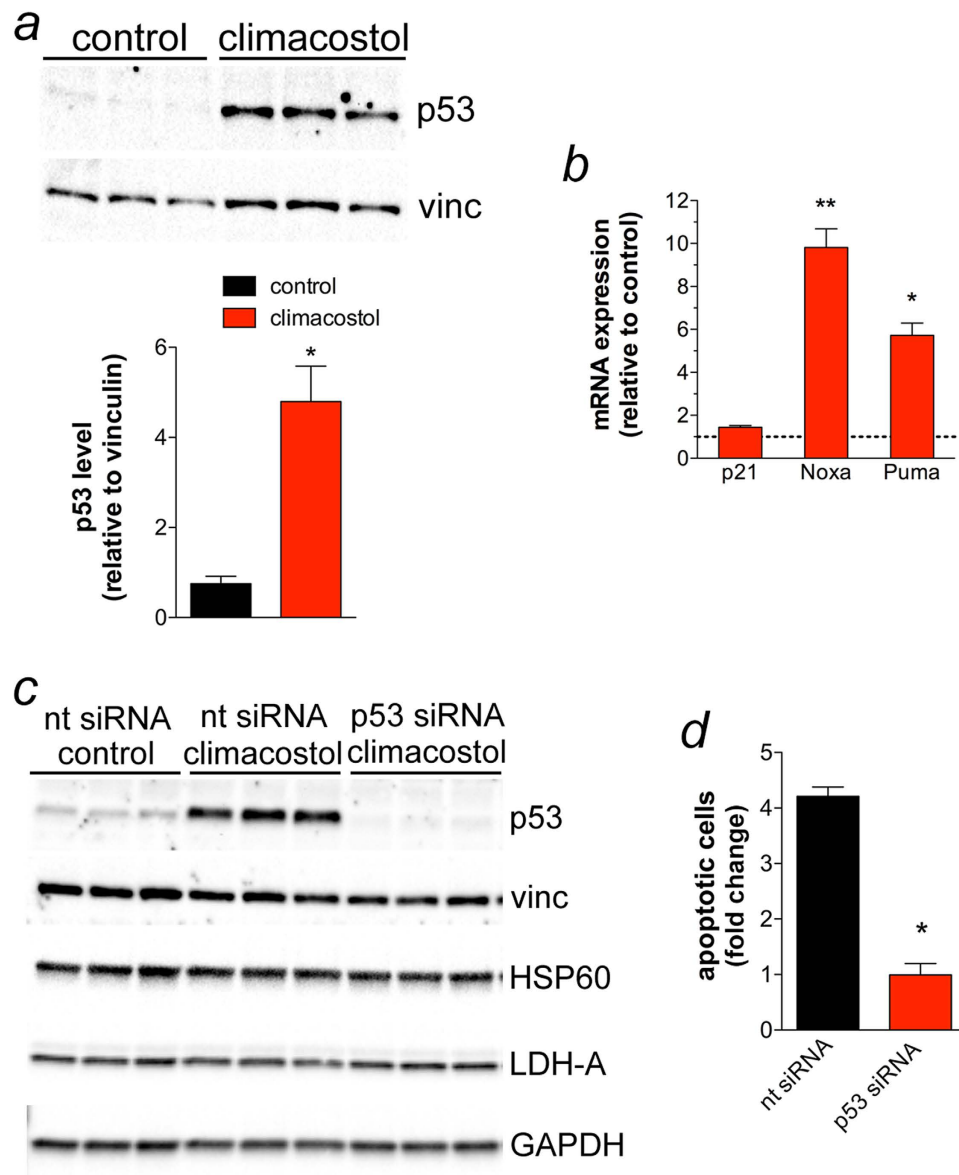 a
control climacostol
p53
vinc
control
climacostol
p53 level
(relative to vinculin)
6
4
2
0
*
b
mRNA expression
(relative to control)
12
10
8
6
4
2
0
**
*
p21 Noxa Puma
c
nt siRNA nt siRNA p53 siRNA
control climacostol climacostol
p53
vinc
HSP60
LDH-A
GAPDH
d
apoptotic cells
(fold change)
5
4
3
2
1
0
*
nt siRNA
p53 siRNA